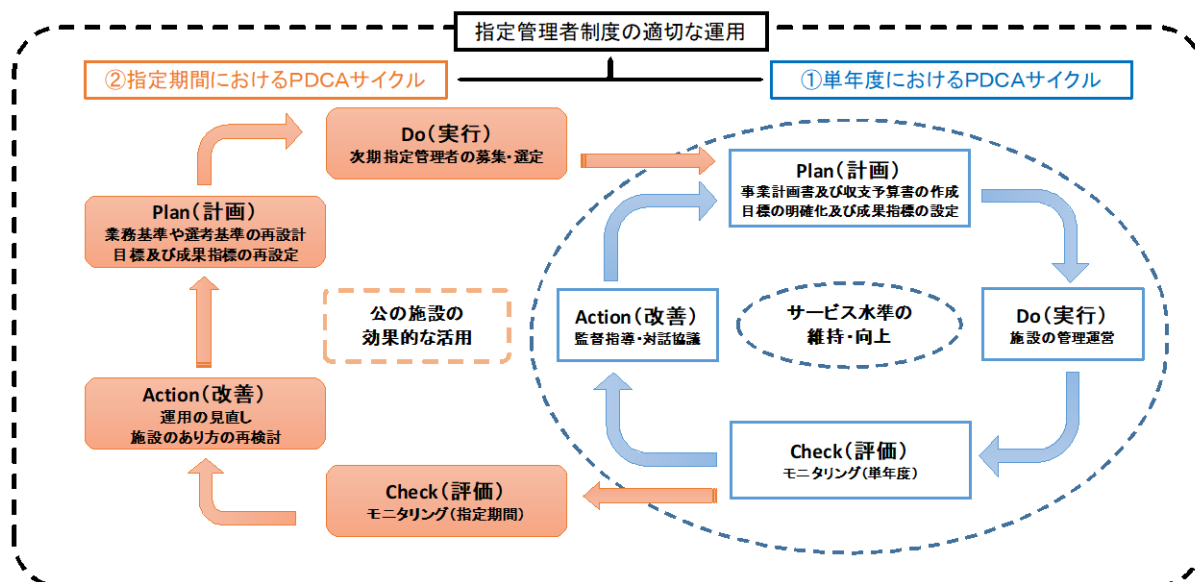 指定管理者制度の適切な運用
②指定期間におけるPDCAサイクル
①単年度におけるPDCAサイクル
Do(実行)
次期指定管理者の募集・選定
Plan(計画)
業務基準や選考基準の再設計
目標及び成果指標の再設定
Action(改善)
運用の見直し
施設のあり方の再検討
Check(評価)
モニタリング(指定期間)
公の施設の
効果的な活用
Plan(計画)
事業計画書及び収支予算書の作成
目標の明確化及び成果指標の設定
Action(改善)
監督指導・対話協議
サービス水準の
維持・向上
Do(実行)
施設の管理運営
Check(評価)
モニタリング(単年度)